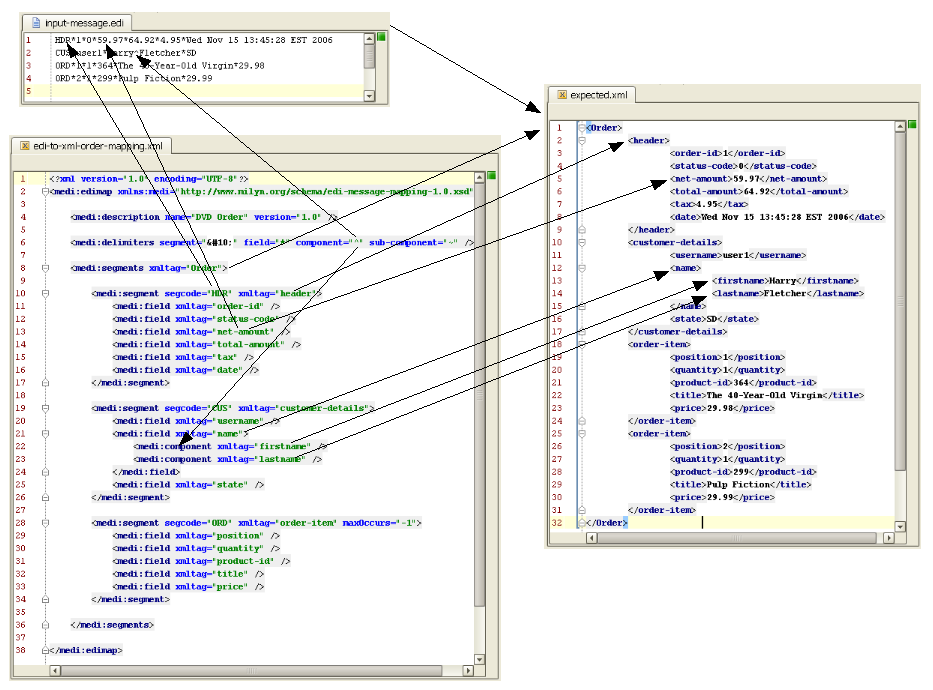 input-message.edi
1 HDR*1*0*59.97*64.92*4.95*Wed Nov 15 13:45:28 EST 2006
2 CUS*user1*Harry^Fletcher*SD
3 ORD*1*1*364*The 40-Year-Old Virgin*29.98
4 ORD*2*1*299*Pulp Fiction*29.99
5
edi-to-xml-order-mapping.xml
1 <?xml version="1.0" encoding="UTF-8"?>
2 <medi:edimap xmlns:medi="http://www.milyn.org/schema/edi-message-mapping-1.0.xsd"
3
4 <medi:description name="DVD Order" version="1.0" />
5
6 <medi:delimiters segment="&#10;" field="*" component="^" sub-component="~" />
7
8 <medi:segments xmltag="Order">
9
10 <medi:segment segcode="HDR" xmltag="header">
11 <medi:field xmltag="order-id" />
12 <medi:field xmltag="status-code" />
13 <medi:field xmltag="net-amount" />
14 <medi:field xmltag="total-amount" />
15 <medi:field xmltag="tax" />
16 <medi:field xmltag="date" />
17 </medi:segment>
18
19 <medi:segment segcode="CUS" xmltag="customer-details">
20 <medi:field xmltag="username" />
21 <medi:field xmltag="name">
22 <medi:component xmltag="firstname" />
23 <medi:component xmltag="lastname" />
24 </medi:field>
25 <medi:field xmltag="state" />
26 </medi:segment>
27
28 <medi:segment segcode="ORD" xmltag="order-item" maxOccurs="-1">
29 <medi:field xmltag="position" />
30 <medi:field xmltag="quantity" />
31 <medi:field xmltag="product-id" />
32 <medi:field xmltag="title" />
33 <medi:field xmltag="price" />
34 </medi:segment>
35
36 </medi:segments>
37
38 </medi:edimap>
expected.xml
1 <Order>
2 <header>
3 <order-id>1</order-id>
4 <status-code>0</status-code>
5 <net-amount>59.97</net-amount>
6 <total-amount>64.92</total-amount>
7 <tax>4.95</tax>
8 <date>Wed Nov 15 13:45:28 EST 2006</date>
9 </header>
10 <customer-details>
11 <username>user1</username>
12 <name>
13 <firstname>Harry</firstname>
14 <lastname>Fletcher</lastname>
15 </name>
16 <state>SD</state>
17 </customer-details>
18 <order-item>
19 <position>1</position>
20 <quantity>1</quantity>
21 <product-id>364</product-id>
22 <title>The 40-Year-Old Virgin</title>
23 <price>29.98</price>
24 </order-item>
25 <order-item>
26 <position>2</position>
27 <quantity>1</quantity>
28 <product-id>299</product-id>
29 <title>Pulp Fiction</title>
30 <price>29.99</price>
31 </order-item>
32 </Order>